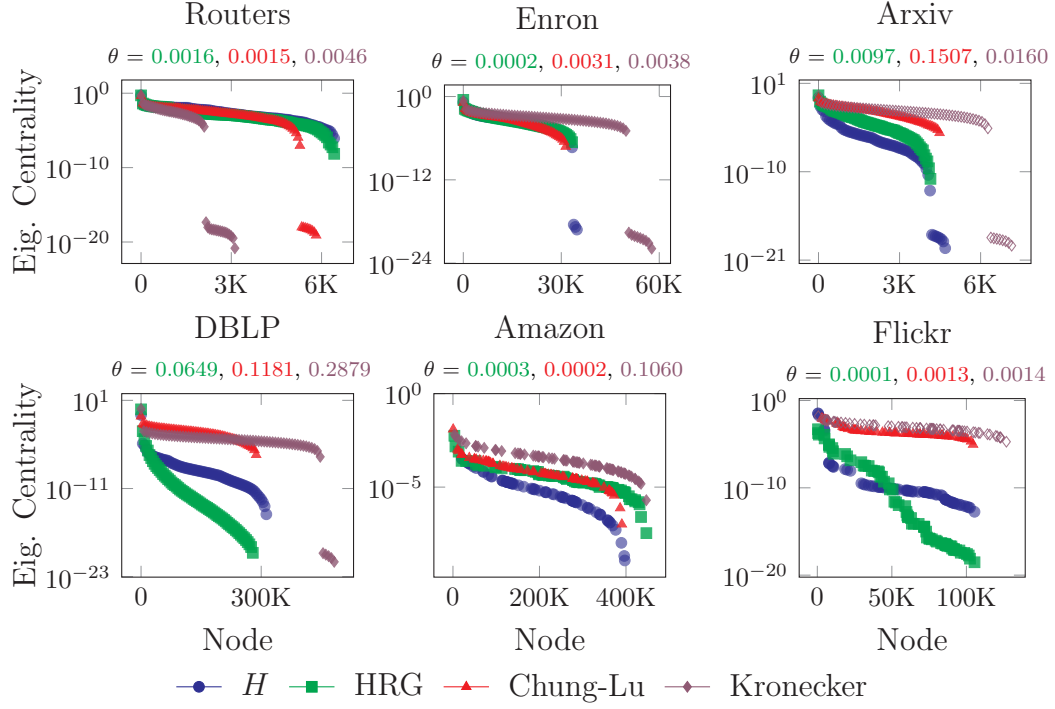 Routers
Enron
Arxiv
θ = 0.0016, 0.0015, 0.0046
θ = 0.0002, 0.0031, 0.0038
θ = 0.0097, 0.1507, 0.0160
Eig. Centrality
10^0
10^−10
10^−20
0 3K 6K
10^0
10^−12
10^−24
0 30K 60K
10^1
10^−10
10^−21
0 3K 6K
DBLP
Amazon
Flickr
θ = 0.0649, 0.1181, 0.2879
θ = 0.0003, 0.0002, 0.1060
θ = 0.0001, 0.0013, 0.0014
Eig. Centrality
10^1
10^−11
10^−23
0 300K
10^0
10^−5
0 200K 400K
10^0
10^−10
10^−20
0 50K 100K
Node
Node
Node
H HRG Chung-Lu Kronecker